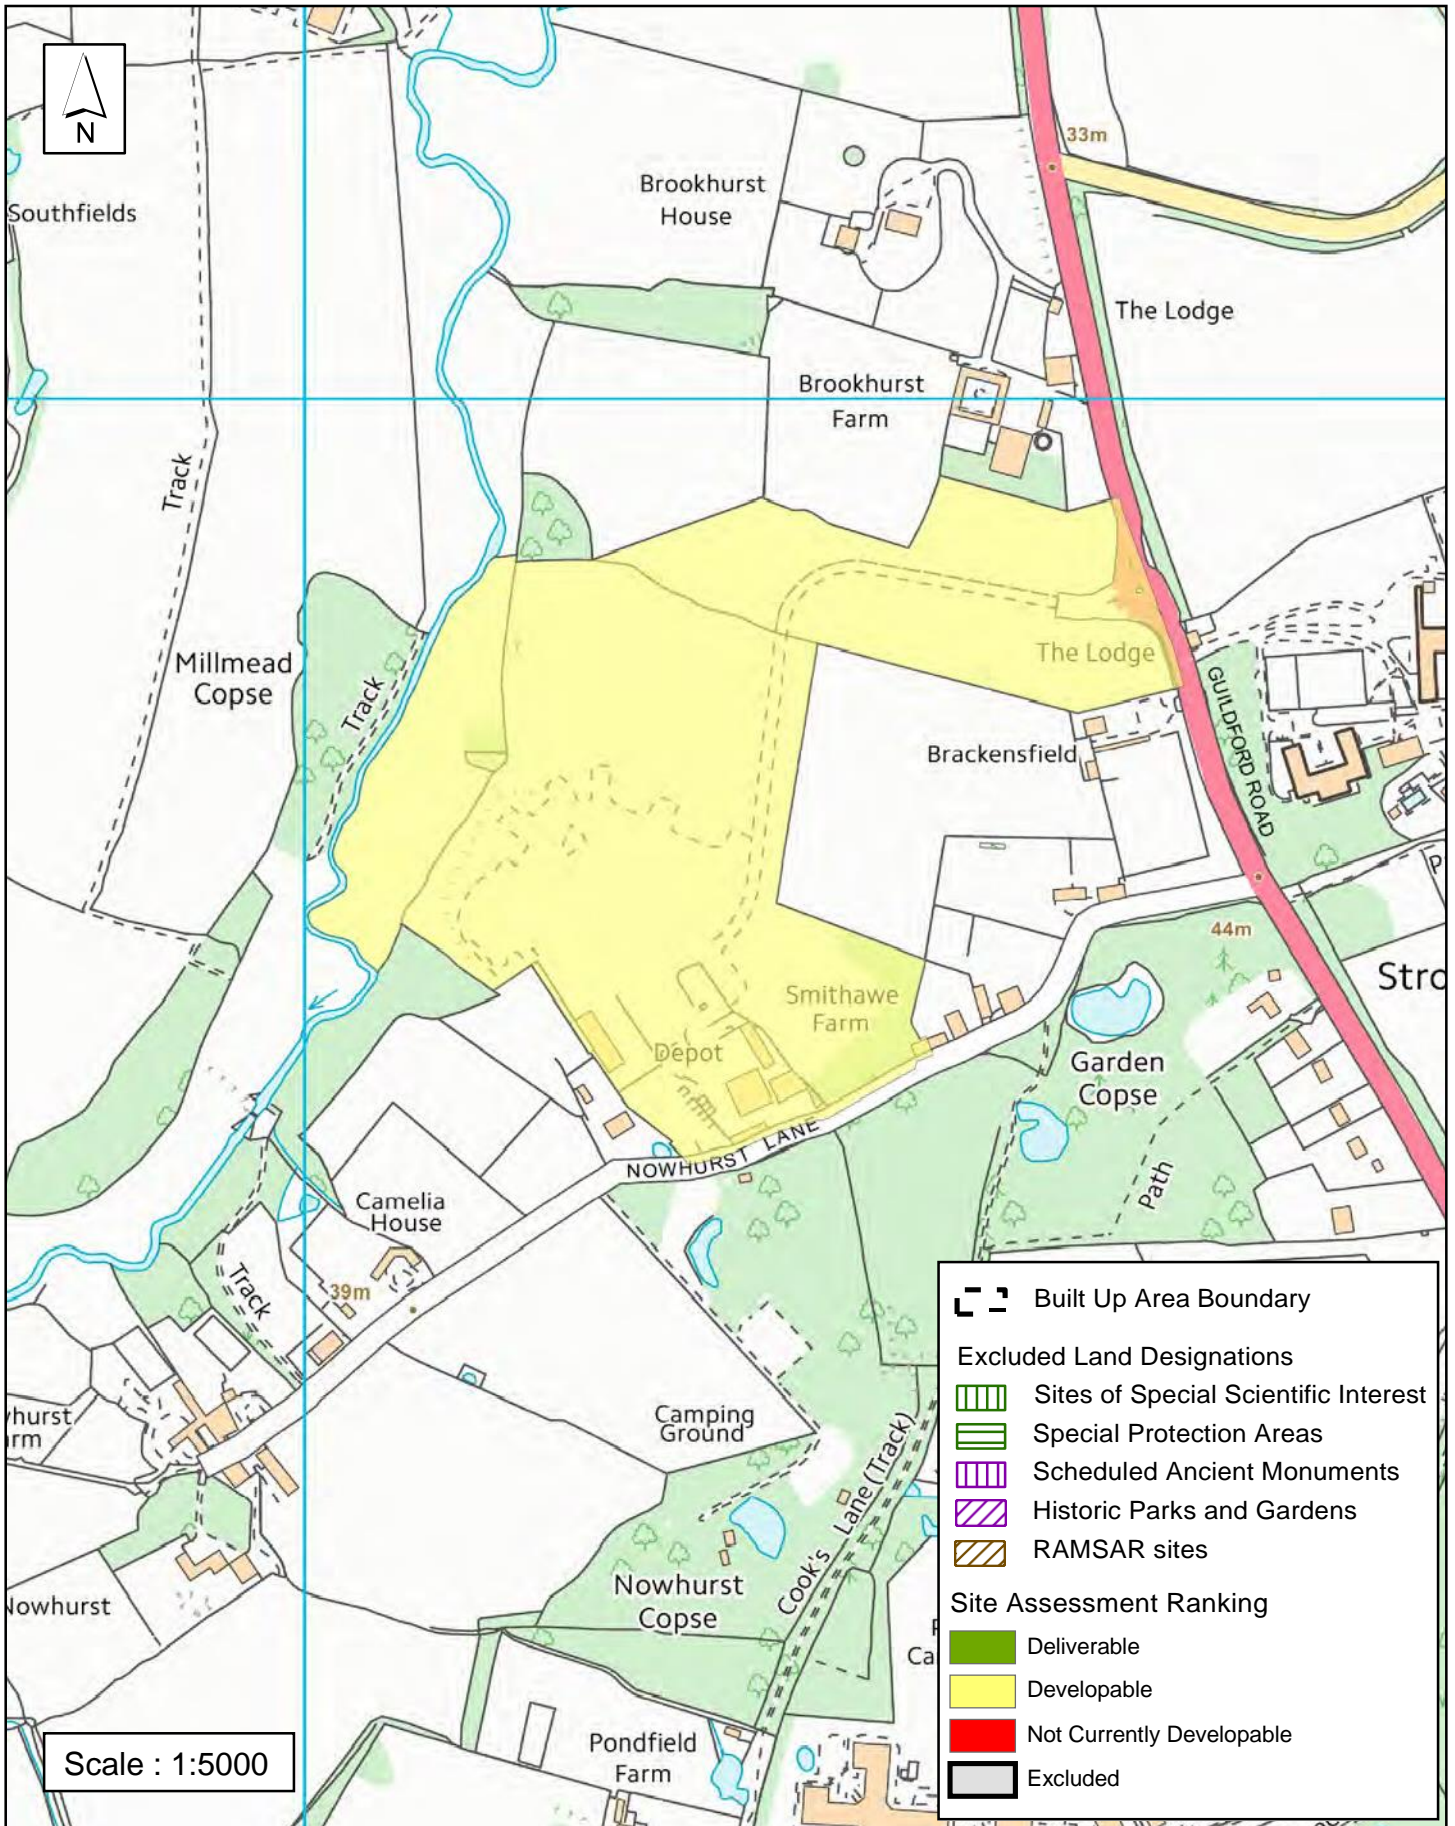 N
33m
Southfields
Brookhurst
House
The Lodge
Brookhurst
Farm
Track
Millmead
Copse
Track
The Lodge
GUILDFORD ROAD
Brackensfield
44m
Stro
Smithawe
Farm
Depot
Garden
Copse
NOWHURST LANE
Path
Camelia
House
Track
39m
hurst
rm
Camping
Ground
Cook's Lane (Track)
Nowhurst
Copse
Nowhurst
Ca
Pondfield
Farm
Scale : 1:5000
Built Up Area Boundary
Excluded Land Designations
Sites of Special Scientific Interest
Special Protection Areas
Scheduled Ancient Monuments
Historic Parks and Gardens
RAMSAR sites
Site Assessment Ranking
Deliverable
Developable
Not Currently Developable
Excluded